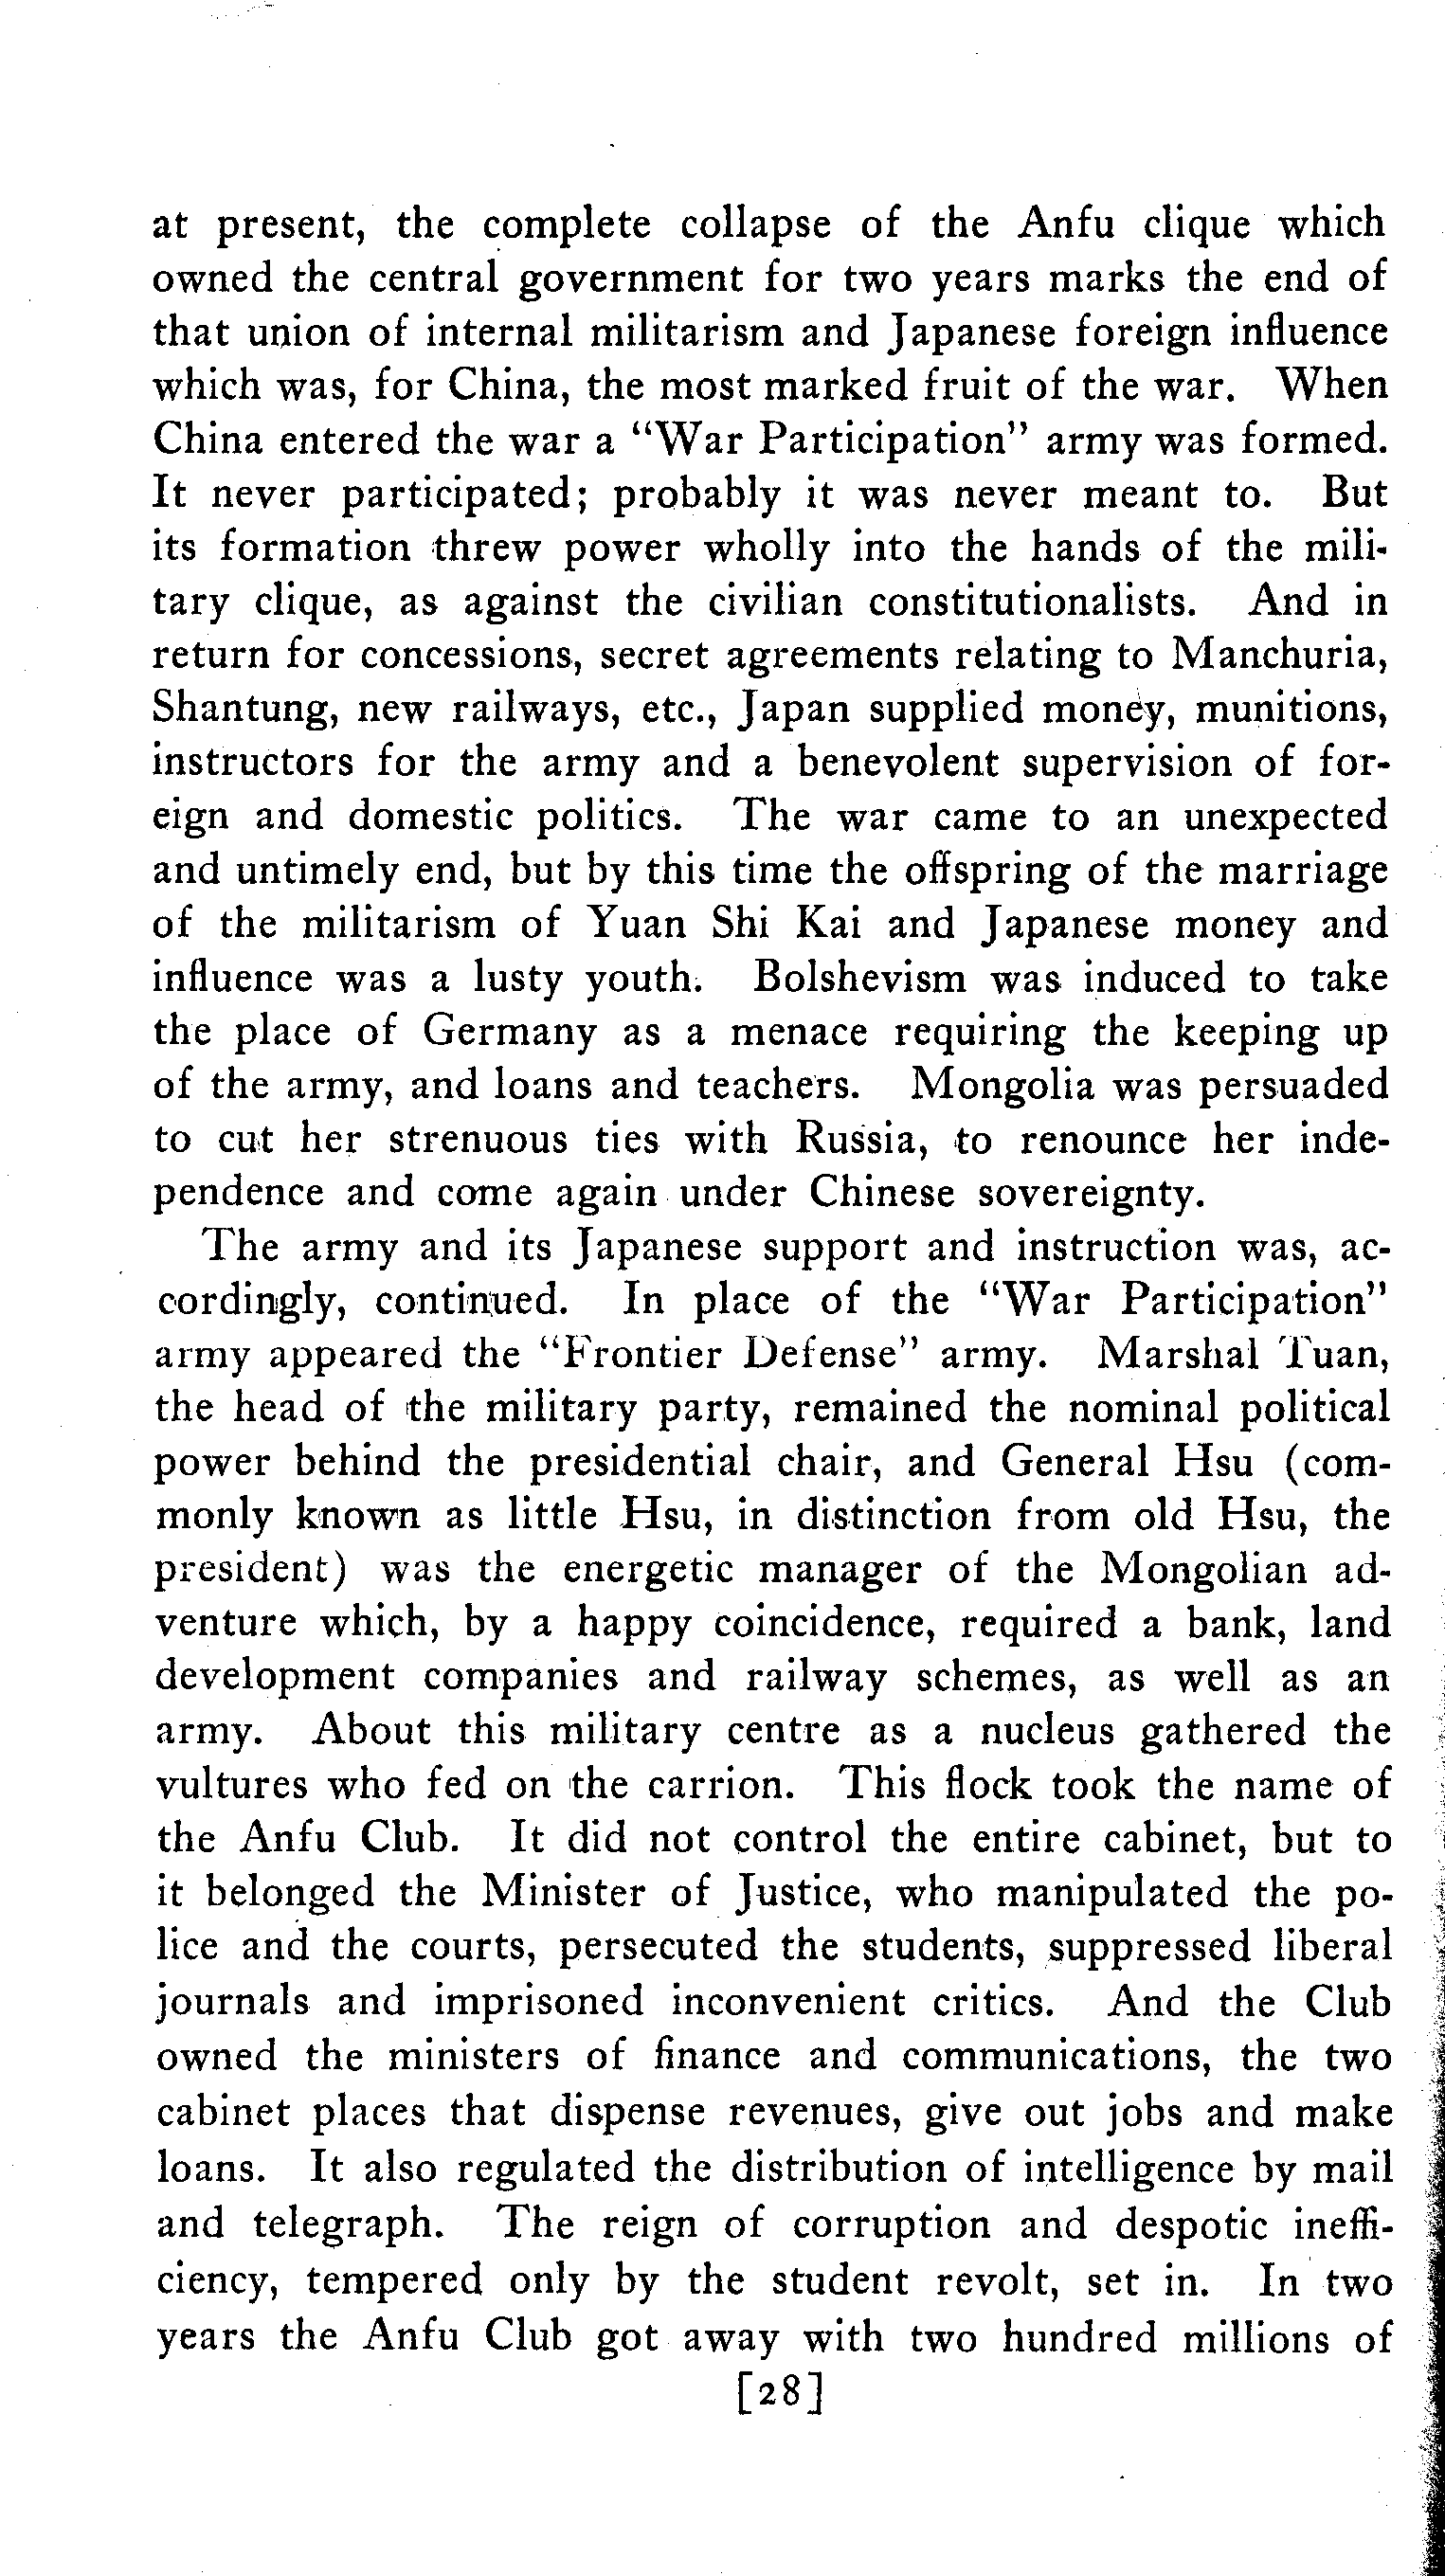 at present, the complete collapse of the Anfu clique which
owned the central government for two years marks the end of
that union of internal militarism and Japanese foreign influence
which was, for China, the most marked fruit of the war. When
China entered the war a “War Participation” army was formed.
It never participated; probably it was never meant to. But
its formation threw power wholly into the hands of the mili-
tary clique, as against the civilian constitutionalists. And in
return for concessions, secret agreements relating to Manchuria,
Shantung, new railways, etc., Japan supplied money, munitions,
instructors for the army and a benevolent supervision of for-
eign and domestic politics. The war came to an unexpected
and untimely end, but by this time the offspring of the marriage
of the militarism of Yuan Shi Kai and Japanese money and
influence was a lusty youth. Bolshevism was induced to take
the place of Germany as a menace requiring the keeping up
of the army, and loans and teachers. Mongolia was persuaded
to cut her strenuous ties with Russia, to renounce her inde-
pendence and come again under Chinese sovereignty.
The army and its Japanese support and instruction was, ac-
cordingly, continued. In place of the “War Participation”
army appeared the “Frontier Defense” army. Marshal Tuan,
the head of the military party, remained the nominal political
power behind the presidential chair, and General Hsu (com-
monly known as little Hsu, in distinction from old Hsu, the
president) was the energetic manager of the Mongolian ad-
venture which, by a happy coincidence, required a bank, land
development companies and railway schemes, as well as an
army. About this military centre as a nucleus gathered the
vultures who fed on the carrion. This flock took the name of
the Anfu Club. It did not control the entire cabinet, but to
it belonged the Minister of Justice, who manipulated the po-
lice and the courts, persecuted the students, suppressed liberal
journals and imprisoned inconvenient critics. And the Club
owned the ministers of finance and communications, the two
cabinet places that dispense revenues, give out jobs and make
loans. It also regulated the distribution of intelligence by mail
and telegraph. The reign of corruption and despotic ineffi-
ciency, tempered only by the student revolt, set in. In two
years the Anfu Club got away with two hundred millions of
[28]